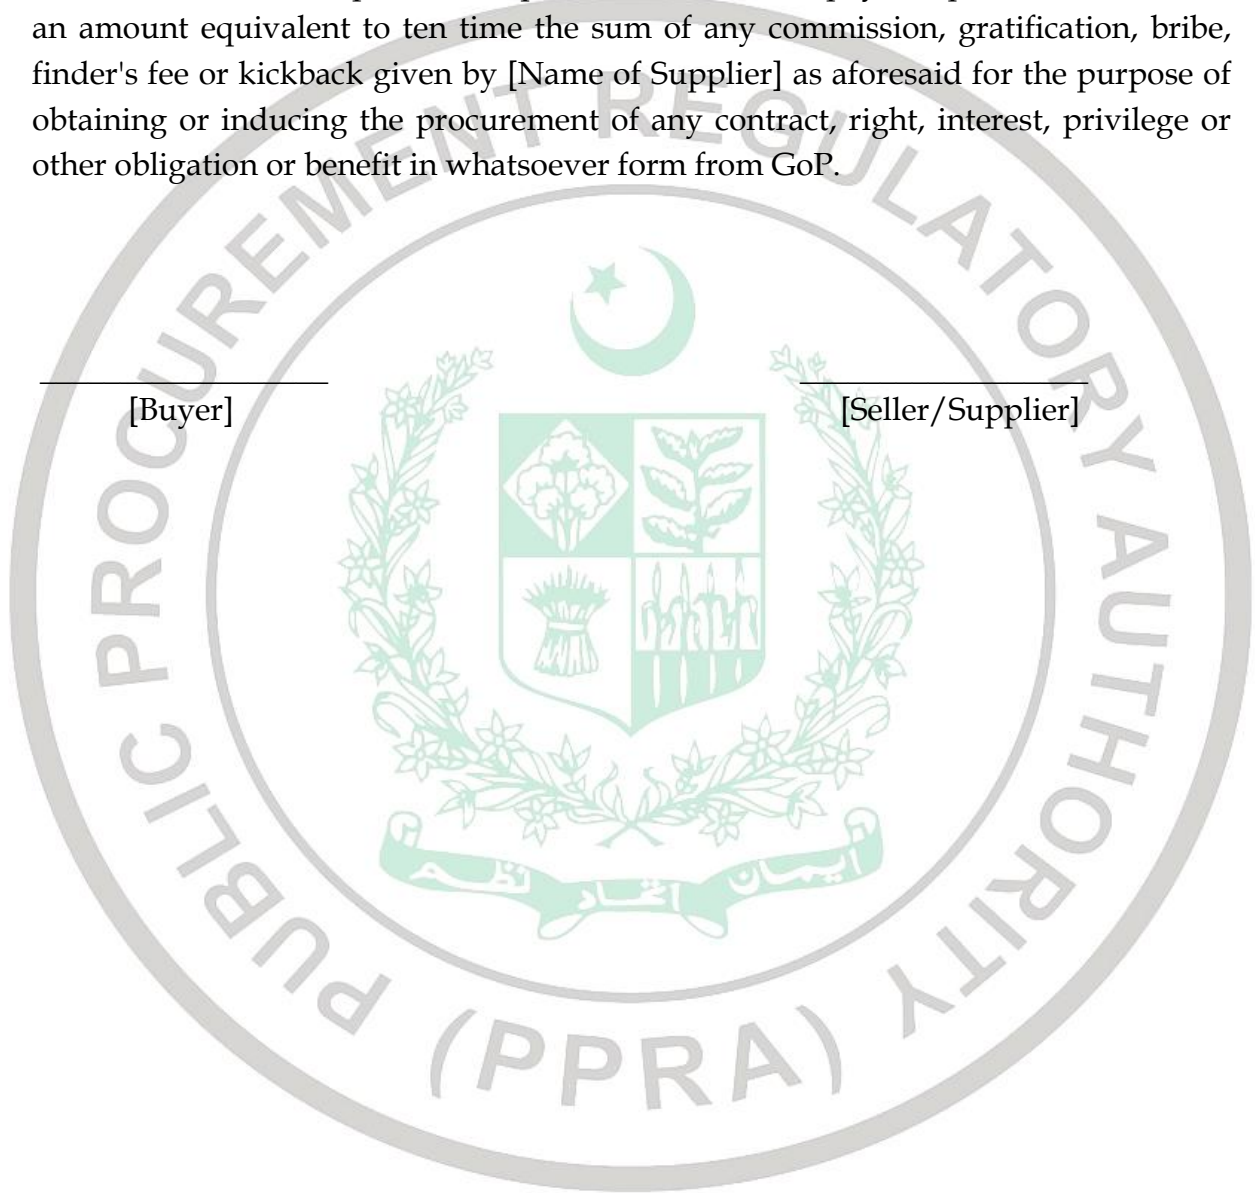 an amount equivalent to ten time the sum of any commission, gratification, bribe,
finder's fee or kickback given by [Name of Supplier] as aforesaid for the purpose of
obtaining or inducing the procurement of any contract, right, interest, privilege or
other obligation or benefit in whatsoever form from GoP.
[Buyer]
[Seller/Supplier]
PUBLIC PROCUREMENT REGULATORY AUTHORITY
(PPRA)
ایمان اتحاد نظم